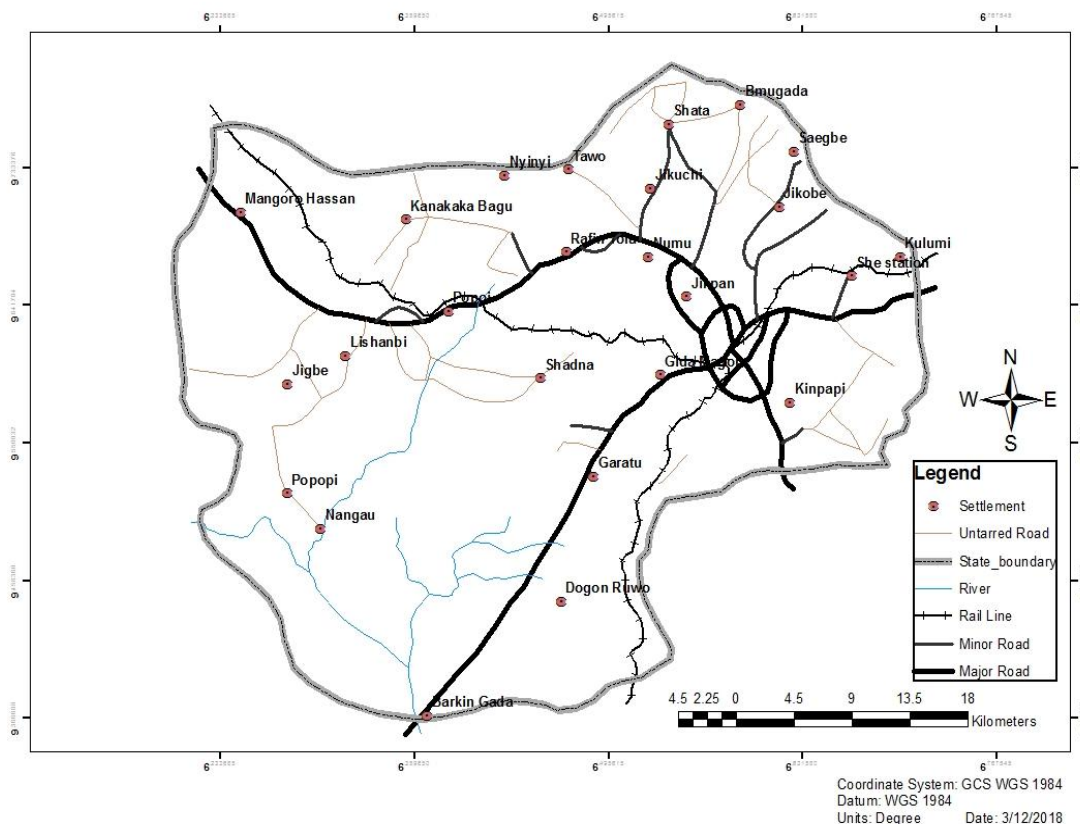 Bmugada
Shata
Saegbe
Nyinyi
Tawo
Jikuchi
Mangoro Hassan
Kanakaka Bagu
Jikobe
Numu
Kulumi
She station
Lishanbi
Jigbe
Shadna
Kinpapi
N
W
E
S
Garatu
Popopi
Nangau
Dogon Ruwo
Barkin Gada
Legend
Settlement
Untarred Road
State_boundary
River
Rail Line
Minor Road
Major Road
4.5 2.25 0 4.5 9 13.5 18
Kilometers
Coordinate System: GCS WGS 1984
Datum: WGS 1984
Units: Degree Date: 3/12/2018